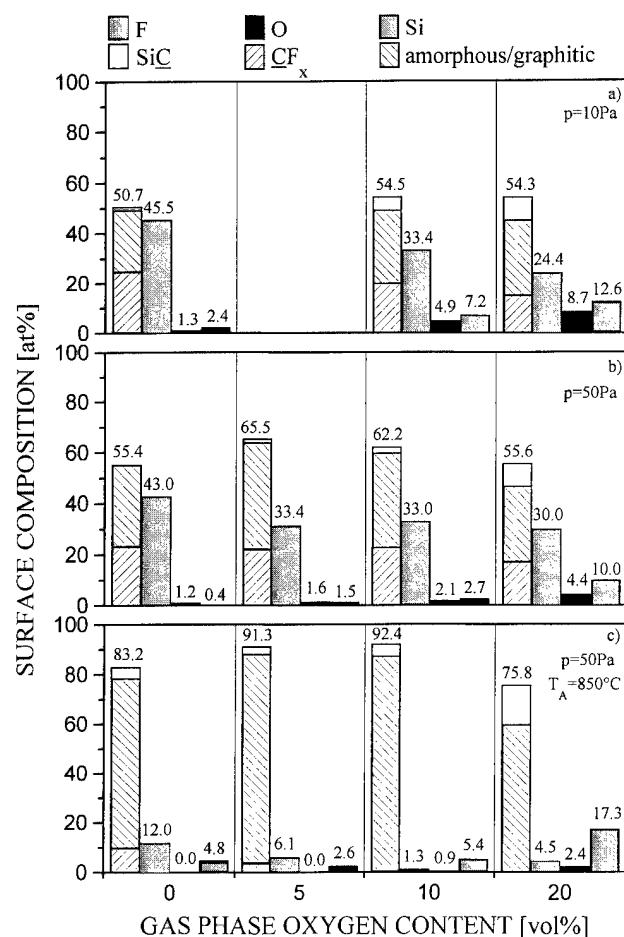 F O Si
SiC CFx amorphous/graphitic
SURFACE COMPOSITION [at%]
100
80
60
40
20
0
a)
p=10Pa
50.7 45.5 1.3 2.4
54.5 33.4 4.9 7.2
54.3 24.4 8.7 12.6
100
80
60
40
20
0
b)
p=50Pa
55.4 43.0 1.2 0.4
65.5 33.4 1.6 1.5
62.2 33.0 2.1 2.7
55.6 30.0 4.4 10.0
100
80
60
40
20
0
c)
p=50Pa
TA=850°C
83.2 12.0 0.0 4.8
91.3 6.1 0.0 2.6
92.4 1.3 0.9 5.4
75.8 4.5 2.4 17.3
0 5 10 20
GAS PHASE OXYGEN CONTENT [vol%]